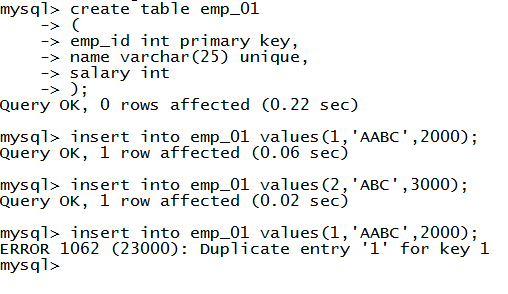 mysql> create table emp_01
-> (
-> emp_id int primary key,
-> name varchar(25) unique,
-> salary int
-> );
Query OK, 0 rows affected (0.22 sec)
mysql> insert into emp_01 values(1,'AABC',2000);
Query OK, 1 row affected (0.06 sec)
mysql> insert into emp_01 values(2,'ABC',3000);
Query OK, 1 row affected (0.02 sec)
mysql> insert into emp_01 values(1,'AABC',2000);
ERROR 1062 (23000): Duplicate entry '1' for key 1
mysql>